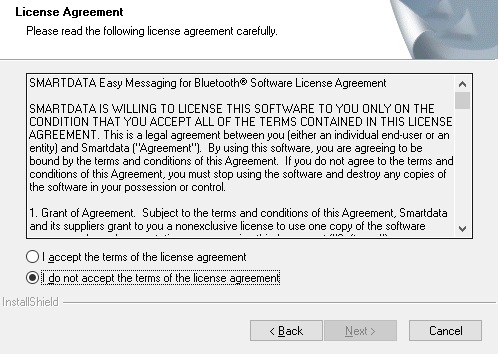 License Agreement
Please read the following license agreement carefully.
SMARTDATA Easy Messaging for Bluetooth® Software License Agreement
SMARTDATA IS WILLING TO LICENSE THIS SOFTWARE TO YOU ONLY ON THE
CONDITION THAT YOU ACCEPT ALL OF THE TERMS CONTAINED IN THIS LICENSE
AGREEMENT. This is a legal agreement between you (either an individual end-user or an
entity) and Smartdata ("Agreement"). By using this software, you are agreeing to be
bound by the terms and conditions of this Agreement. If you do not agree to the terms and
conditions of this Agreement, you must stop using the software and destroy any copies of
the software in your possession or control.
1. Grant of Agreement. Subject to the terms and conditions of this Agreement, Smartdata
and its suppliers grant to you a nonexclusive license to use one copy of the software
I accept the terms of the license agreement
I do not accept the terms of the license agreement
InstallShield
< Back
Next >
Cancel